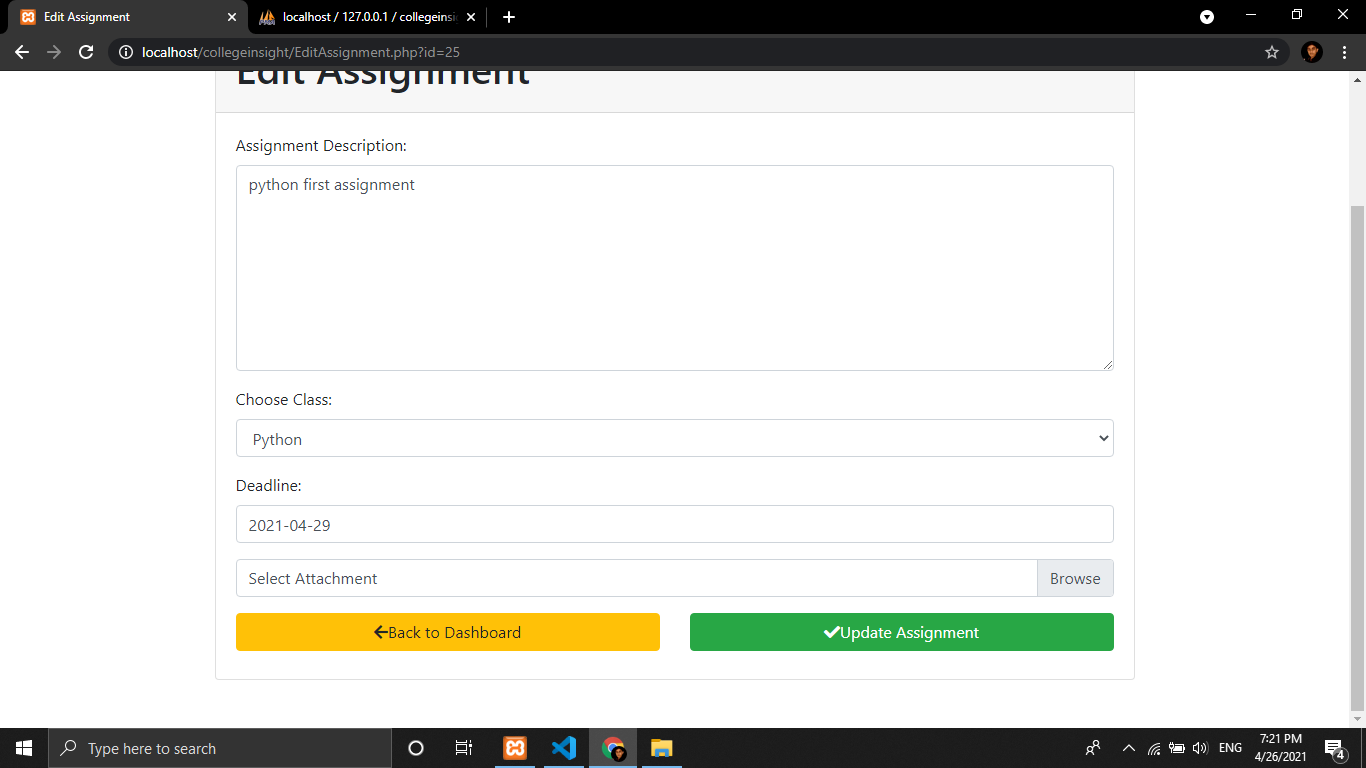 Edit Assignment
localhost / 127.0.0.1 / collegeinsi
localhost/collegeinsight/EditAssignment.php?id=25
Edit Assignment
Assignment Description:
python first assignment
Choose Class:
Python
Deadline:
2021-04-29
Select Attachment
Browse
Back to Dashboard
Update Assignment
Type here to search
ENG
7:21 PM
4/26/2021
4